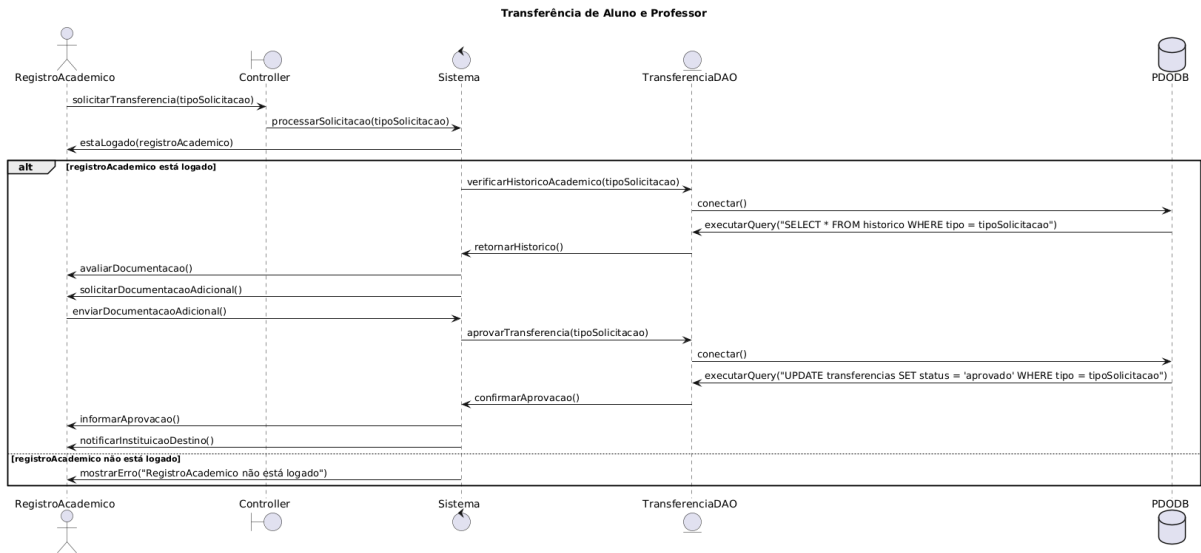 Transferência de Aluno e Professor
RegistroAcademico Controller Sistema TransferenciaDAO PDODB
solicitarTransferencia(tipoSolicitacao)
processarSolicitacao(tipoSolicitacao)
estaLogado(registroAcademico)
alt [registroAcademico está logado]
verificarHistoricoAcademico(tipoSolicitacao)
conectar()
executarQuery("SELECT * FROM historico WHERE tipo = tipoSolicitacao")
retornarHistorico()
avaliarDocumentacao()
solicitarDocumentacaoAdicional()
enviarDocumentacaoAdicional()
aprovarTransferencia(tipoSolicitacao)
conectar()
executarQuery("UPDATE transferencias SET status = 'aprovado' WHERE tipo = tipoSolicitacao")
confirmarAprovacao()
informarAprovacao()
notificarInstituicaoDestino()
[registroAcademico não está logado]
mostrarErro("RegistroAcademico não está logado")
RegistroAcademico Controller Sistema TransferenciaDAO PDODB